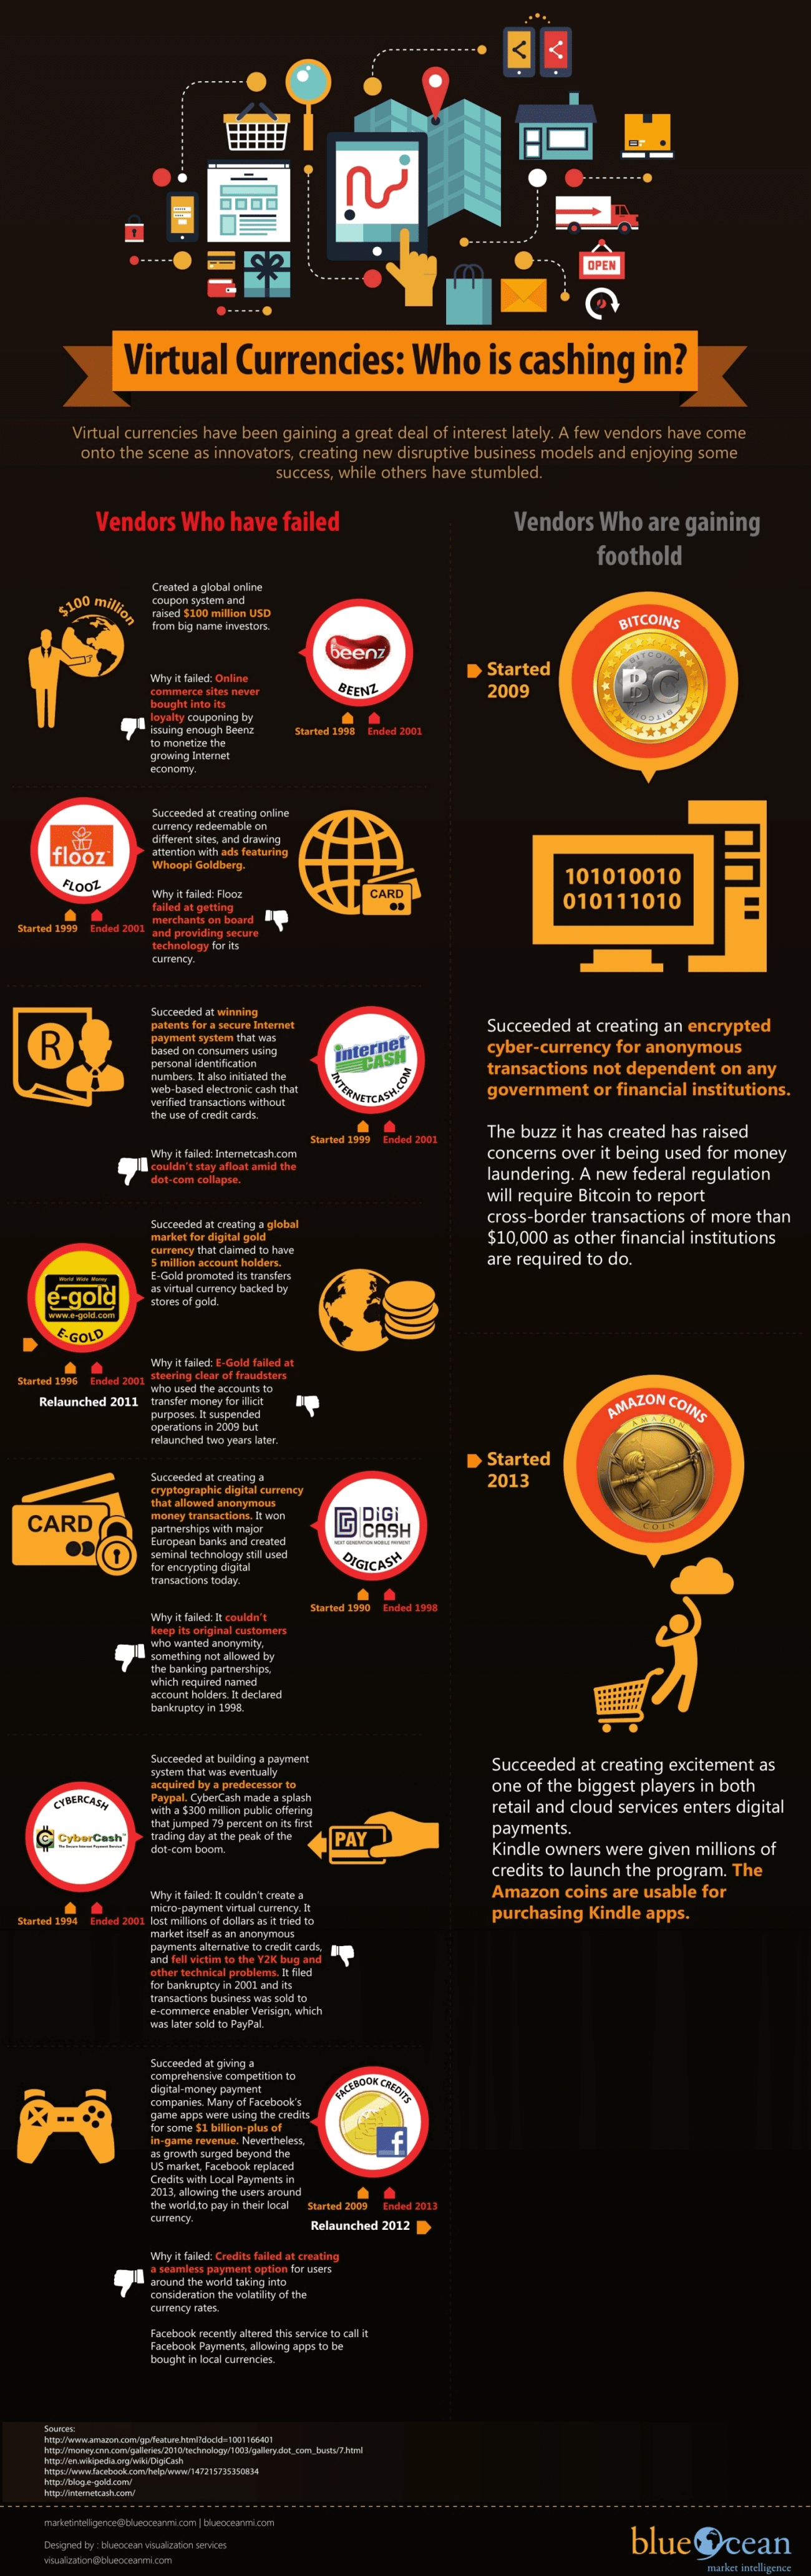 OPEN
Virtual Currencies: Who is cashing in?
Virtual currencies have been gaining a great deal of interest lately. A few vendors have come
onto the scene as innovators, creating new disruptive business models and enjoying some
success, while others have stumbled.
Vendors Who have failed
$100 million
Created a global online
coupon system and
raised $100 million USD
from big name investors.
Why it failed: Online
commerce sites never
bought into its
loyalty couponing by
issuing enough Beenz
to monetize the
growing Internet
economy.
beenz
BEENZ
Started 1998 Ended 2001
flooz
FLOOZ
Started 1999 Ended 2001
Succeeded at creating online
currency redeemable on
different sites, and drawing
attention with ads featuring
Whoopi Goldberg.
Why it failed: Flooz
failed at getting
merchants on board
and providing secure
technology for its
currency.
CARD
R
Succeeded at winning
patents for a secure Internet
payment system that was
based on consumers using
personal identification
numbers. It also initiated the
web-based electronic cash that
verified transactions without
the use of credit cards.
Why it failed: Internetcash.com
couldn't stay afloat amid the
dot-com collapse.
internet
CASH
INTERNETCASH.COM
Started 1999 Ended 2001
World Wide Money
e-gold
www.e-gold.com
E-GOLD
Started 1996 Ended 2001
Relaunched 2011
Succeeded at creating a global
market for digital gold
currency that claimed to have
5 million account holders.
E-Gold promoted its transfers
as virtual currency backed by
stores of gold.
Why it failed: E-Gold failed at
steering clear of fraudsters
who used the accounts to
transfer money for illicit
purposes. It suspended
operations in 2009 but
relaunched two years later.
CARD
Succeeded at creating a
cryptographic digital currency
that allowed anonymous
money transactions. It won
partnerships with major
European banks and created
seminal technology still used
for encrypting digital
transactions today.
Why it failed: It couldn't
keep its original customers
who wanted anonymity,
something not allowed by
the banking partnerships,
which required named
account holders. It declared
bankruptcy in 1998.
DIGI
CASH
NEXT GENERATION MOBILE PAYMENT
DIGICASH
Started 1990 Ended 1998
CYBERCASH
CyberCash
The Secure Internet Payment Service
Started 1994 Ended 2001
Succeeded at building a payment
system that was eventually
acquired by a predecessor to
Paypal. CyberCash made a splash
with a $300 million public offering
that jumped 79 percent on its first
trading day at the peak of the
dot-com boom.
Why it failed: It couldn't create a
micro-payment virtual currency. It
lost millions of dollars as it tried to
market itself as an anonymous
payments alternative to credit cards,
and fell victim to the Y2K bug and
other technical problems. It filed
for bankruptcy in 2001 and its
transactions business was sold to
e-commerce enabler Verisign, which
was later sold to PayPal.
PAY
Succeeded at giving a
comprehensive competition to
digital-money payment
companies. Many of Facebook's
game apps were using the credits
for some $1 billion-plus of
in-game revenue. Nevertheless,
as growth surged beyond the
US market, Facebook replaced
Credits with Local Payments in
2013, allowing the users around
the world,to pay in their local
currency.
Why it failed: Credits failed at creating
a seamless payment option for users
around the world taking into
consideration the volatility of the
currency rates.
Facebook recently altered this service to call it
Facebook Payments, allowing apps to be
bought in local currencies.
FACEBOOK CREDITS
f
Started 2009 Ended 2013
Relaunched 2012
Vendors Who are gaining
foothold
Started
2009
BITCOINS
BITCOIN
BC
BITCOIN
101010010
010111010
Succeeded at creating an encrypted
cyber-currency for anonymous
transactions not dependent on any
government or financial institutions.
The buzz it has created has raised
concerns over it being used for money
laundering. A new federal regulation
will require Bitcoin to report
cross-border transactions of more than
$10,000 as other financial institutions
are required to do.
Started
2013
AMAZON COINS
AMAZON
COIN
Succeeded at creating excitement as
one of the biggest players in both
retail and cloud services enters digital
payments.
Kindle owners were given millions of
credits to launch the program. The
Amazon coins are usable for
purchasing Kindle apps.
Sources:
http://www.amazon.com/gp/feature.html?docId=1001166401
http://money.cnn.com/galleries/2010/technology/1003/gallery.dot_com_busts/7.html
http://en.wikipedia.org/wiki/DigiCash
https://www.facebook.com/help/www/147215735350834
http://blog.e-gold.com/
http://internetcash.com/
marketintelligence@blueoceanmi.com | blueoceanmi.com
Designed by : blueocean visualization services
visualization@blueoceanmi.com
blueOcean
market intelligence